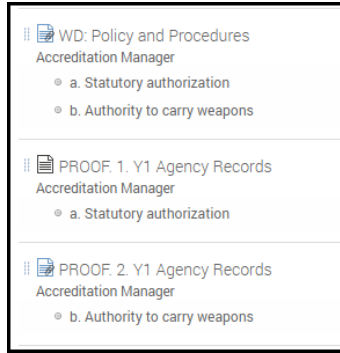 WD: Policy and Procedures
Accreditation Manager
a. Statutory authorization
b. Authority to carry weapons
PROOF. 1. Y1 Agency Records
Accreditation Manager
a. Statutory authorization
PROOF. 2. Y1 Agency Records
Accreditation Manager
b. Authority to carry weapons